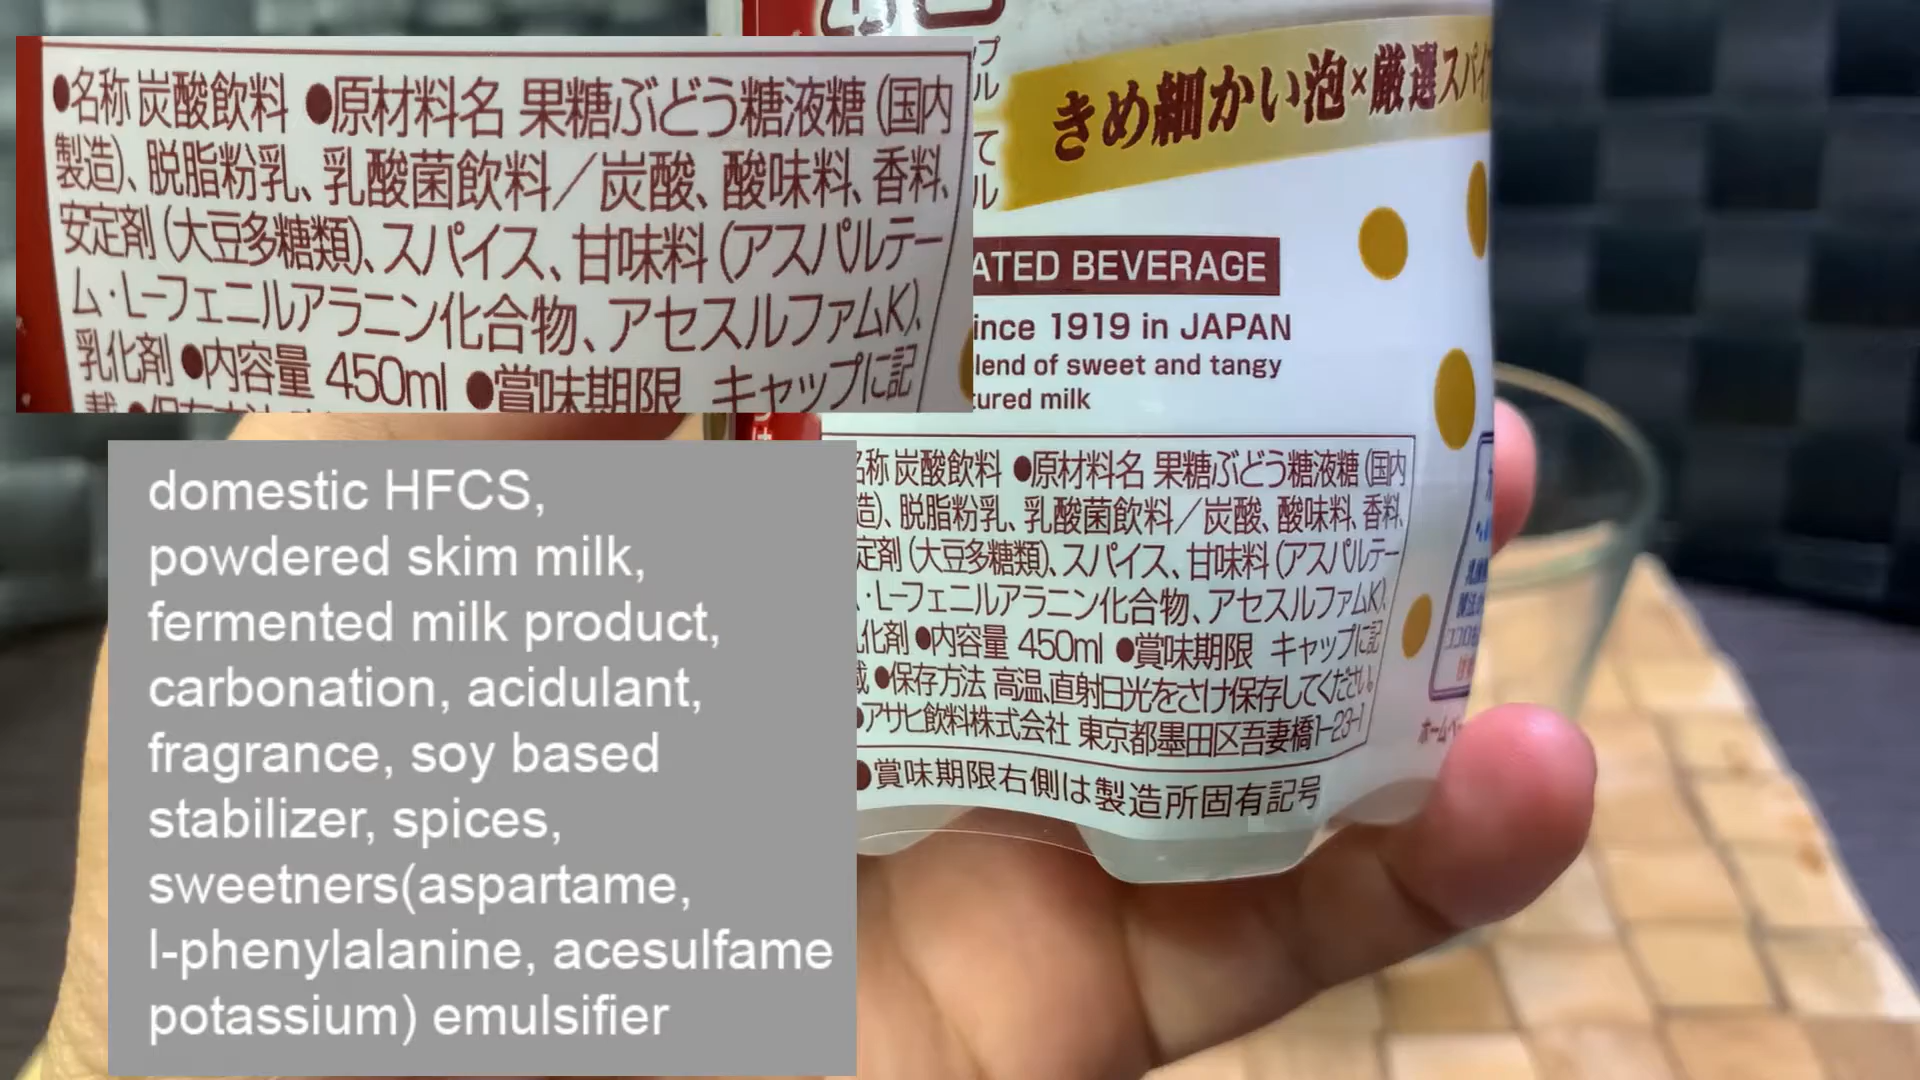 ●名称 炭酸飲料 ●原材料名 果糖ぶどう糖液糖(国内
製造)、脱脂粉乳、乳酸菌飲料／炭酸、酸味料、香料、
安定剤(大豆多糖類)、スパイス、甘味料(アスパルテー
ム・L-フェニルアラニン化合物、アセスルファムK)、
乳化剤 ●内容量 450ml ●賞味期限 キャップに記
domestic HFCS,
powdered skim milk,
fermented milk product,
carbonation, acidulant,
fragrance, soy based
stabilizer, spices,
sweetners(aspartame,
l-phenylalanine, acesulfame
potassium) emulsifier
プ
ル
て
ル
きめ細かい泡×厳選スパイ
ATED BEVERAGE
ince 1919 in JAPAN
lend of sweet and tangy
tured milk
名称 炭酸飲料 ●原材料名 果糖ぶどう糖液糖(国内
造)、脱脂粉乳、乳酸菌飲料／炭酸、酸味料、香料、
定剤(大豆多糖類)、スパイス、甘味料(アスパルテー
・L-フェニルアラニン化合物、アセスルファムK)、
化剤 ●内容量 450ml ●賞味期限 キャップに記
載 ●保存方法 高温、直射日光をさけ保存してください。
●アサヒ飲料株式会社 東京都墨田区吾妻橋1-23-1
●賞味期限右側は製造所固有記号
ホームペー